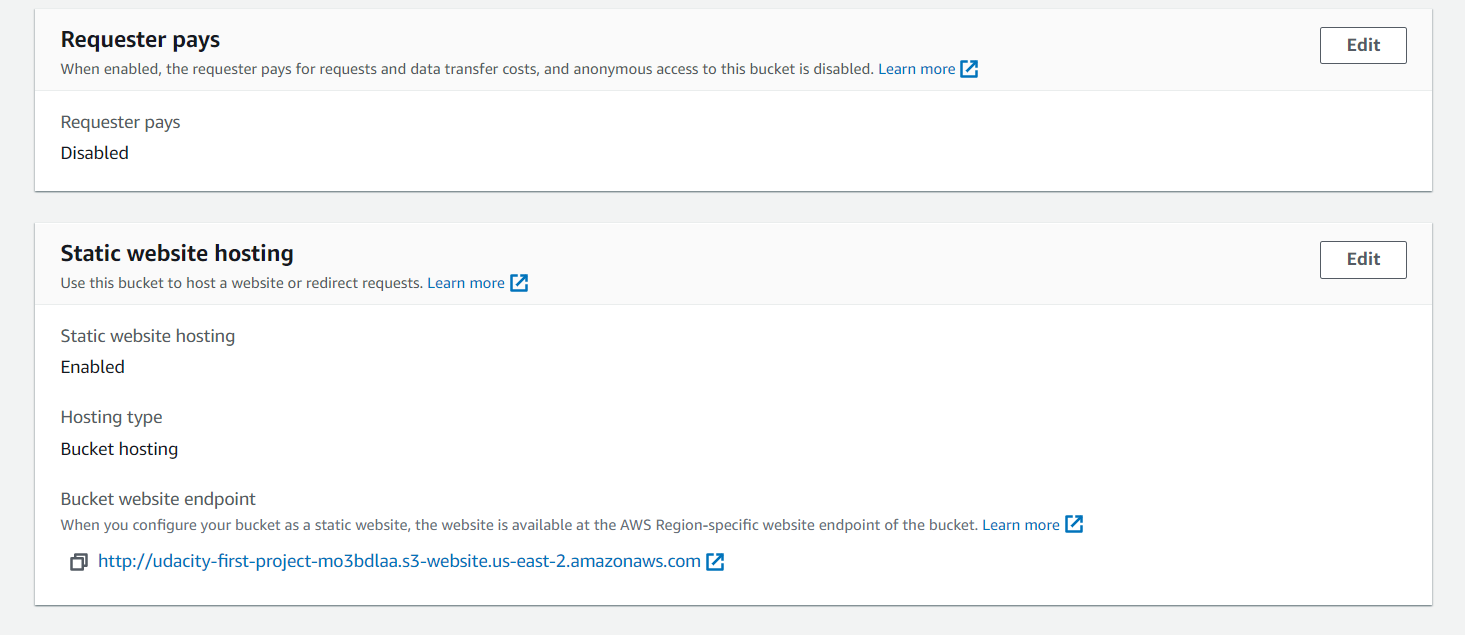 Requester pays
Edit
When enabled, the requester pays for requests and data transfer costs, and anonymous access to this bucket is disabled. Learn more
Requester pays
Disabled
Static website hosting
Edit
Use this bucket to host a website or redirect requests. Learn more
Static website hosting
Enabled
Hosting type
Bucket hosting
Bucket website endpoint
When you configure your bucket as a static website, the website is available at the AWS Region-specific website endpoint of the bucket. Learn more
http://udacity-first-project-mo3bdlaa.s3-website.us-east-2.amazonaws.com